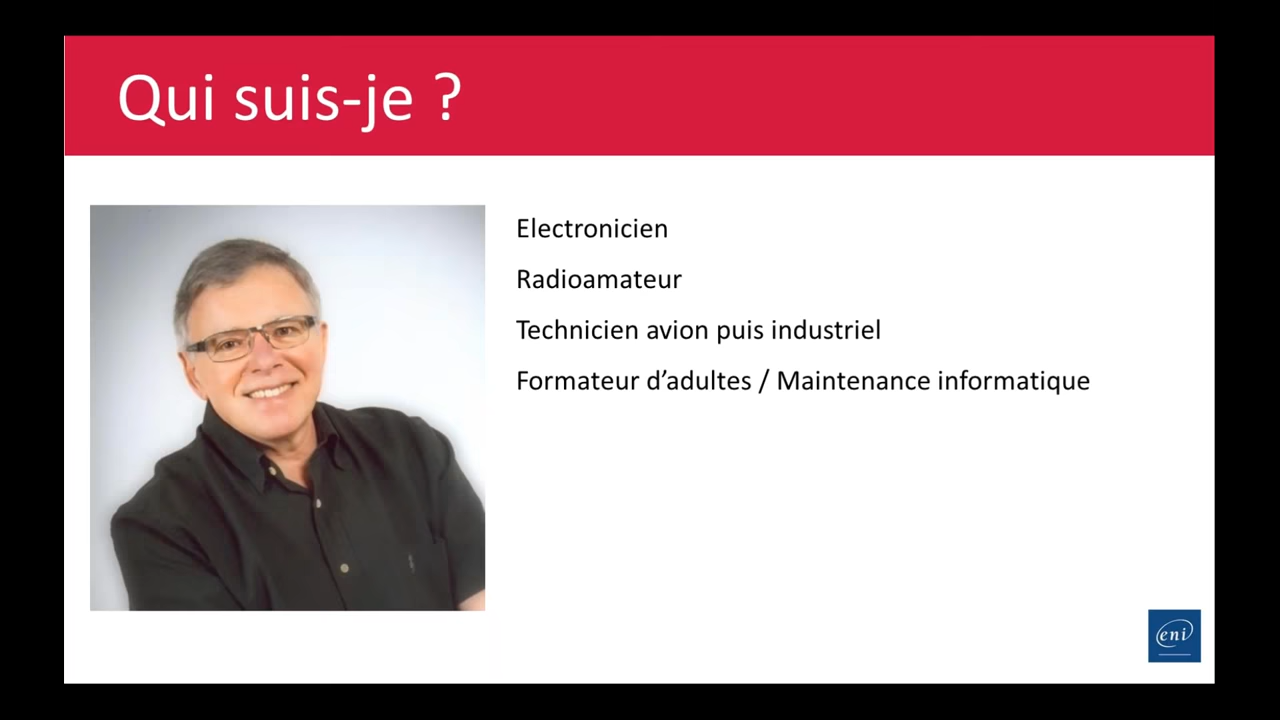 Qui suis-je ?
Electronicien
Radioamateur
Technicien avion puis industriel
Formateur d’adultes / Maintenance informatique
eni